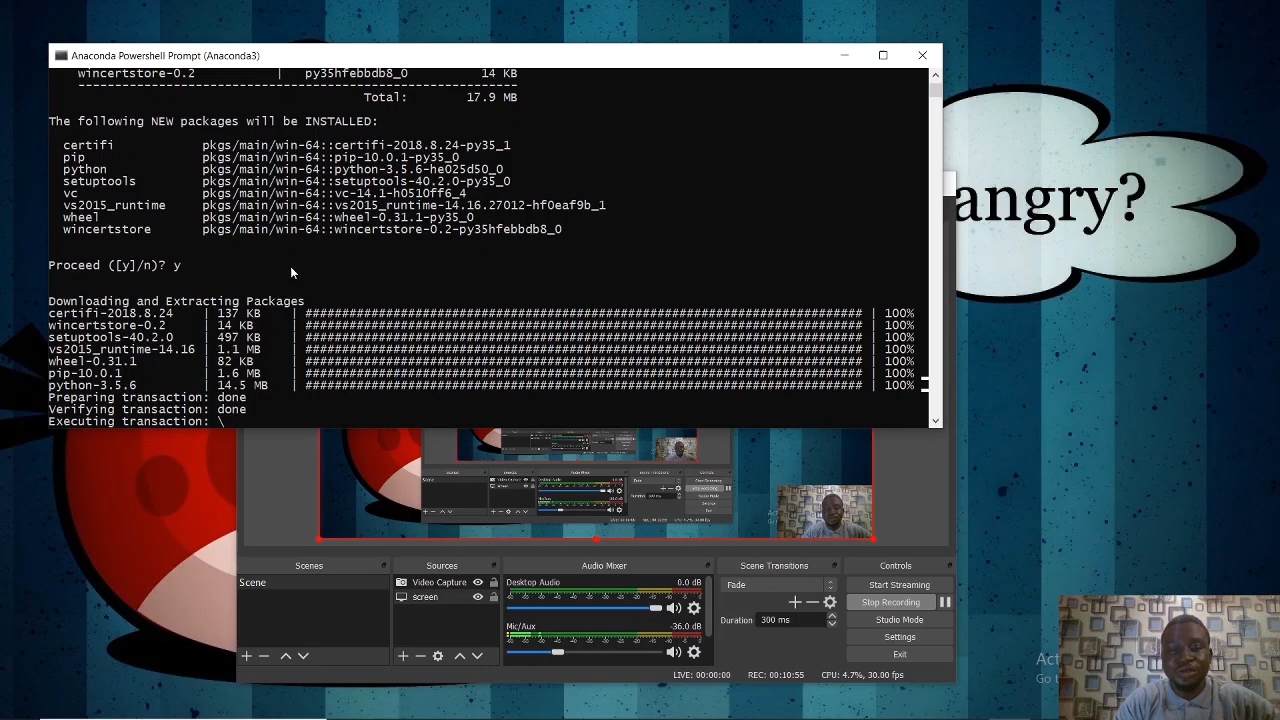 Anaconda Powershell Prompt (Anaconda3)
wincertstore-0.2 | py35hfebbdb8_0 14 KB
------------------------------------------------------------
Total: 17.9 MB
The following NEW packages will be INSTALLED:
certifi pkgs/main/win-64::certifi-2018.8.24-py35_1
pip pkgs/main/win-64::pip-10.0.1-py35_0
python pkgs/main/win-64::python-3.5.6-he025d50_0
setuptools pkgs/main/win-64::setuptools-40.2.0-py35_0
vc pkgs/main/win-64::vc-14.1-h0510ff6_4
vs2015_runtime pkgs/main/win-64::vs2015_runtime-14.16.27012-hf0eaf9b_1
wheel pkgs/main/win-64::wheel-0.31.1-py35_0
wincertstore pkgs/main/win-64::wincertstore-0.2-py35hfebbdb8_0
Proceed ([y]/n)? y
Downloading and Extracting Packages
certifi-2018.8.24 | 137 KB | ############################################################################# | 100%
wincertstore-0.2 | 14 KB | ############################################################################# | 100%
setuptools-40.2.0 | 497 KB | ############################################################################# | 100%
vs2015_runtime-14.16 | 1.1 MB | ############################################################################# | 100%
wheel-0.31.1 | 82 KB | ############################################################################# | 100%
pip-10.0.1 | 1.6 MB | ############################################################################# | 100%
python-3.5.6 | 14.5 MB | ############################################################################# | 100%
Preparing transaction: done
Verifying transaction: done
Executing transaction: \
angry?
Scenes Sources Audio Mixer Scene Transitions Controls
Scene
Video Capture
screen
Desktop Audio 0.0 dB
Mic/Aux -36.0 dB
Fade
Duration 300 ms
Start Streaming
Stop Recording
Studio Mode
Settings
Exit
LIVE: 00:00:00 REC: 00:10:55 CPU: 4.7%, 30.00 fps
Act
Go t